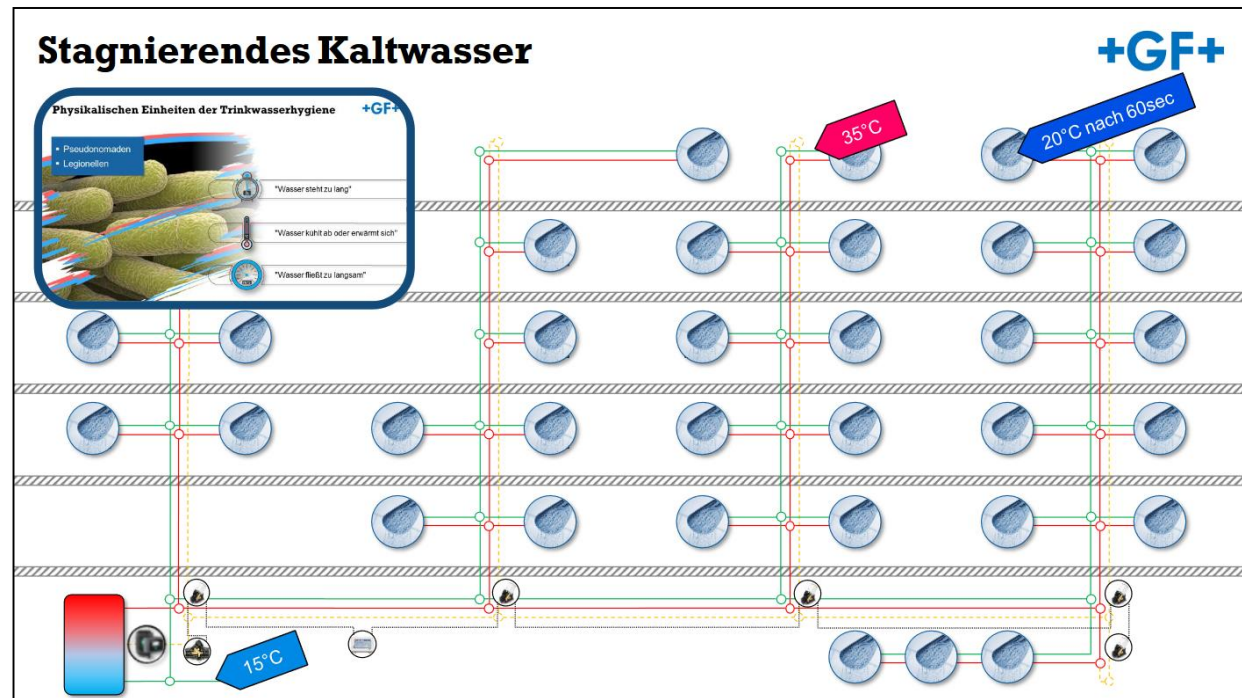 Stagnierendes Kaltwasser
+GF+
Physikalischen Einheiten der Trinkwasserhygiene
+GF+
Pseudonomaden
Legionellen
"Wasser steht zu lang"
"Wasser kühlt ab oder erwärmt sich"
"Wasser fließt zu langsam"
35°C
20°C nach 60sec
15°C